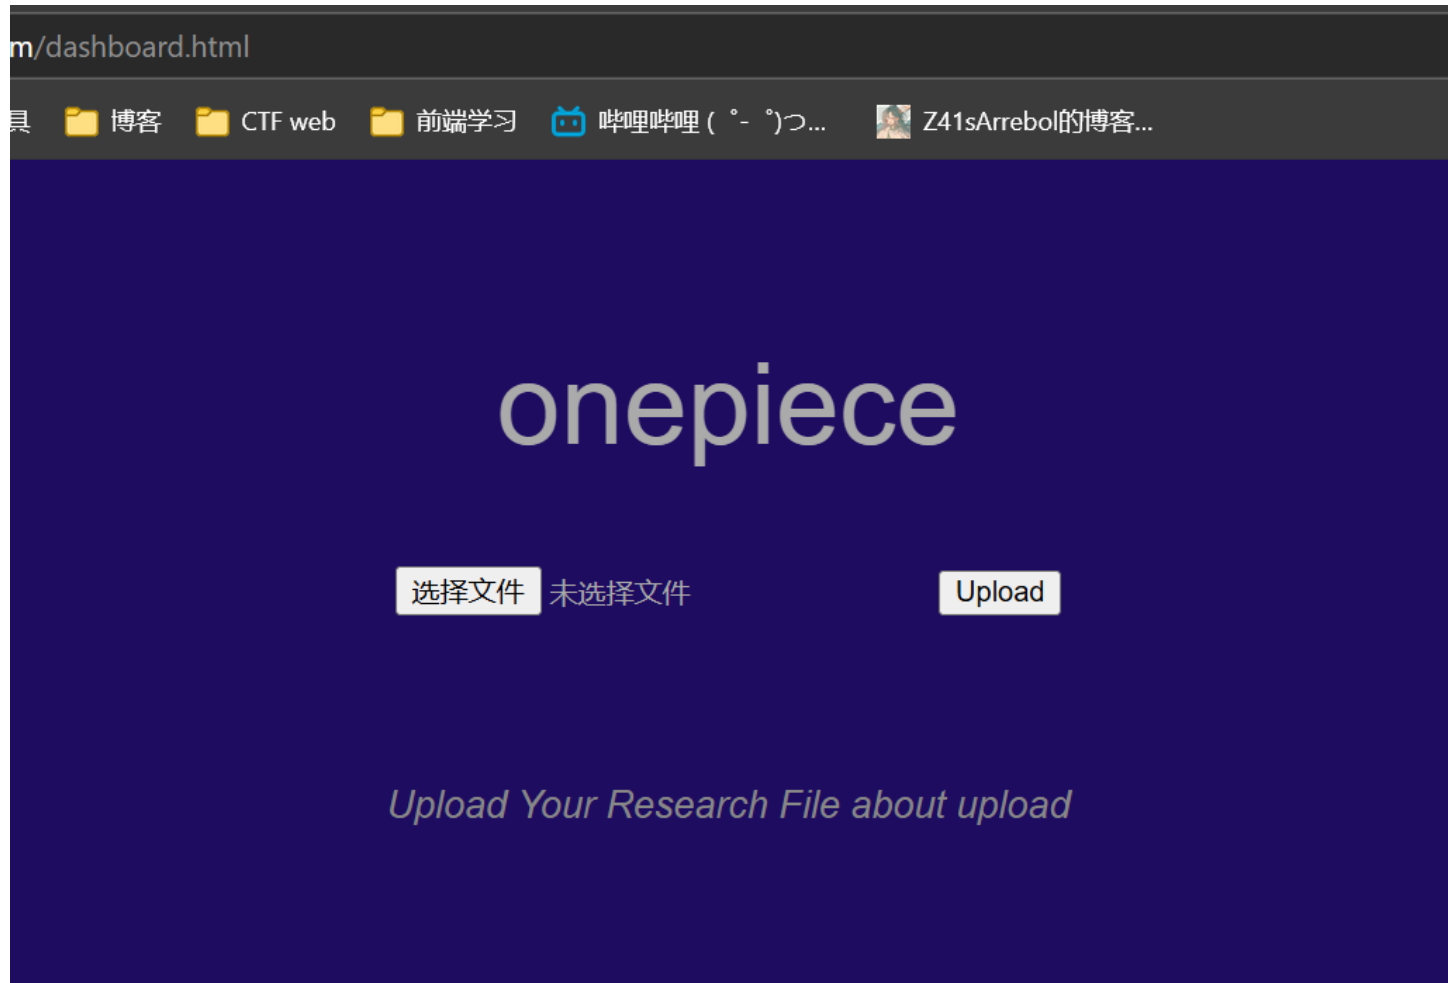 m/dashboard.html
具 博客 CTF web 前端学习 哔哩哔哩 (゜-゜)つ... Z41sArrebol的博客...
onepiece
选择文件 未选择文件 Upload
Upload Your Research File about upload